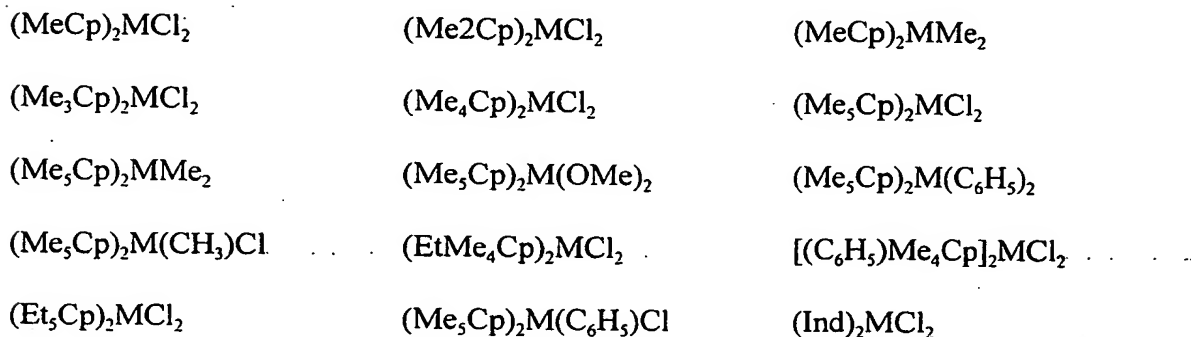 (MeCp)₂MCl₂ (Me2Cp)₂MCl₂ (MeCp)₂MMe₂
(Me₃Cp)₂MCl₂ (Me₄Cp)₂MCl₂ (Me₅Cp)₂MCl₂
(Me₅Cp)₂MMe₂ (Me₅Cp)₂M(OMe)₂ (Me₅Cp)₂M(C₆H₅)₂
(Me₅Cp)₂M(CH₃)Cl (EtMe₄Cp)₂MCl₂ [(C₆H₅)Me₄Cp]₂MCl₂
(Et₅Cp)₂MCl₂ (Me₅Cp)₂M(C₆H₅)Cl (Ind)₂MCl₂